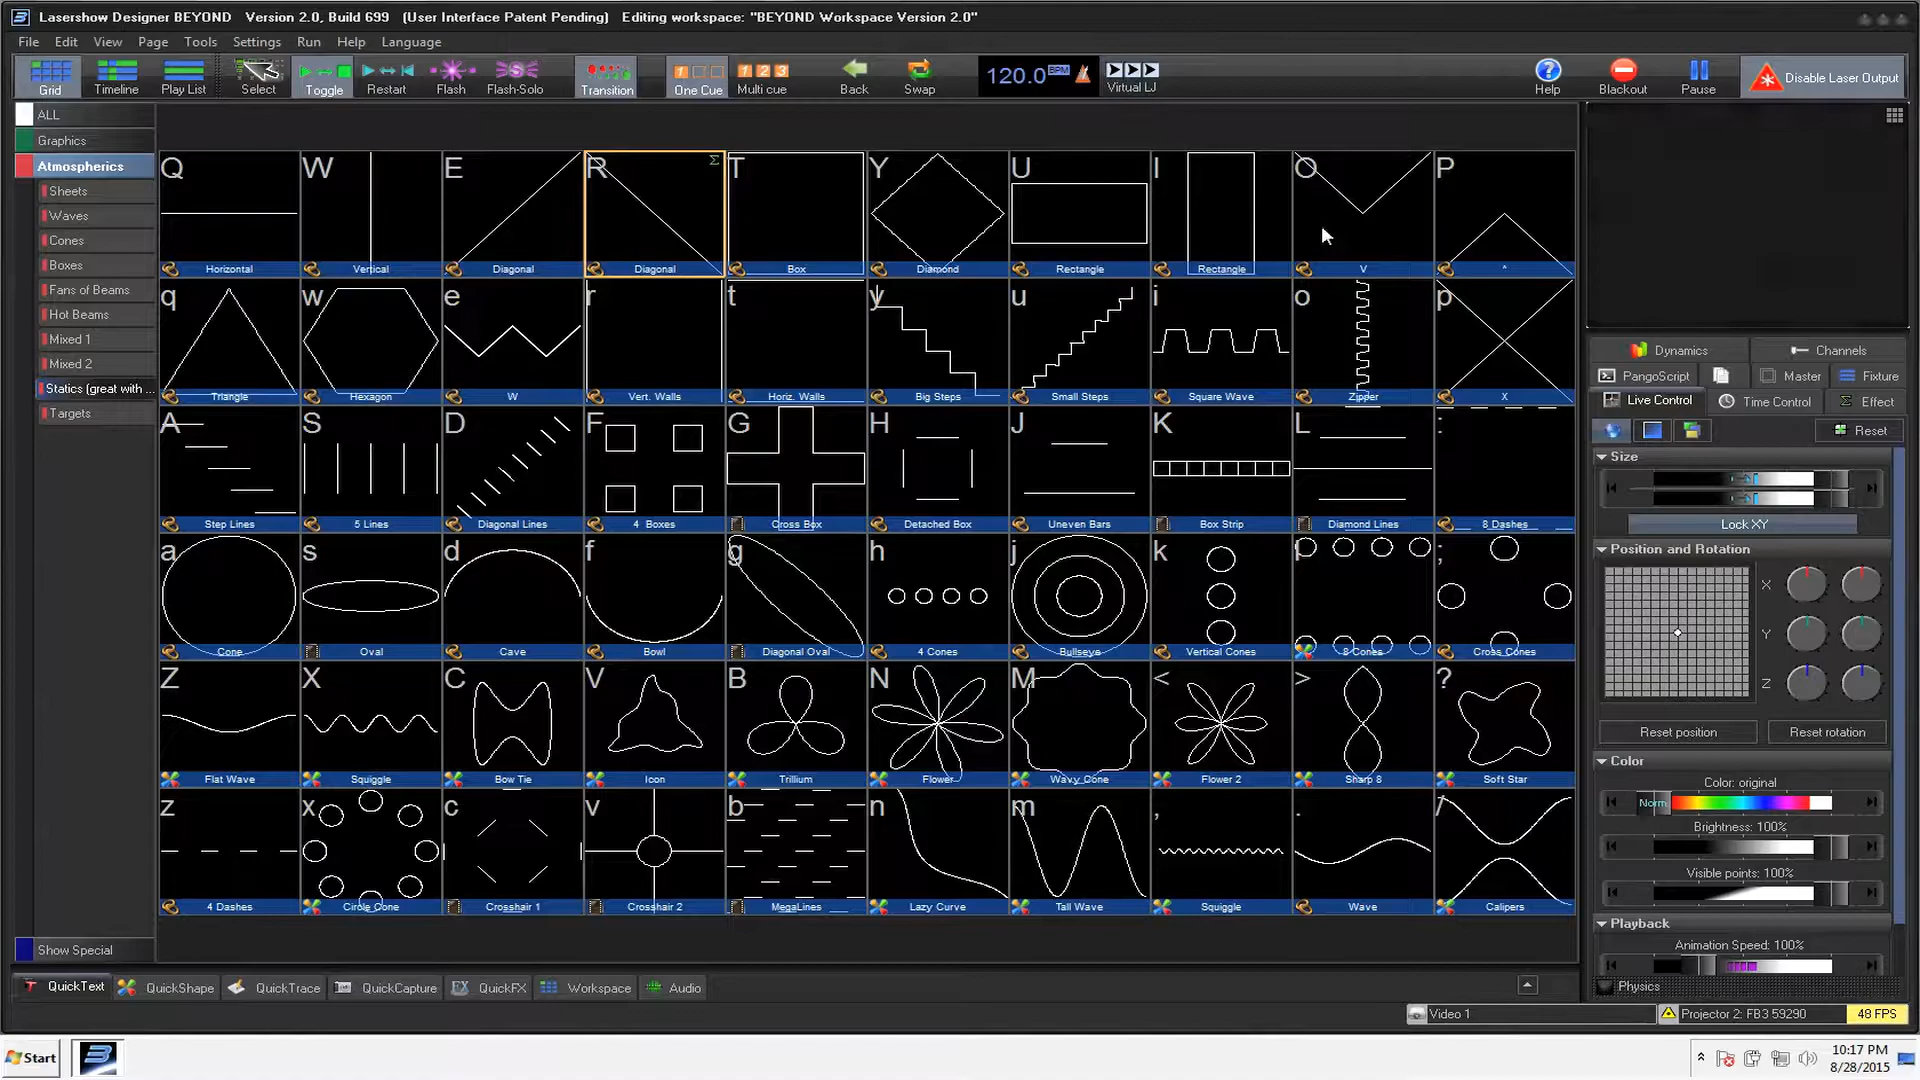 Lasershow Designer BEYOND Version 2.0, Build 699 (User Interface Patent Pending) Editing workspace: "BEYOND Workspace Version 2.0"
File Edit View Page Tools Settings Run Help Language
Grid Timeline Play List Select Toggle Restart Flash Flash-Solo Transition One Cue Multi cue Back Swap 120.0 BPM Virtual LJ Help Blackout Pause Disable Laser Output
ALL
Graphics
Atmospherics
Sheets
Waves
Cones
Boxes
Fans of Beams
Hot Beams
Mixed 1
Mixed 2
Statics (great with ...
Targets
Show Special
Q W E R Σ T Y U I O P
Horizontal Vertical Diagonal Diagonal Box Diamond Rectangle Rectangle V ^
q w e r t y u i o p
Triangle Hexagon W Vert. Walls Horiz. Walls Big Steps Small Steps Square Wave Zipper X
A S D F G H J K L :
Step Lines 5 Lines Diagonal Lines 4 Boxes Cross Box Detached Box Uneven Bars Box Strip Diamond Lines 8 Dashes
a s d f g h j k l ;
Cone Oval Cave Bowl Diagonal Oval 4 Cones Bullseye Vertical Cones 8 Cones Cross Cones
Z X C V B N M < > ?
Flat Wave Squiggle Bow Tie Icon Trillium Flower Wavy Cone Flower 2 Sharp 8 Soft Star
z x c v b n m , . /
4 Dashes Circle Cone Crosshair 1 Crosshair 2 MegaLines Lazy Curve Tall Wave Squiggle Wave Calipers
Dynamics Channels
PangoScript Master Fixture
Live Control Time Control Σ Effect
Reset
Size
Lock XY
Position and Rotation
X
Y
Z
Reset position Reset rotation
Color
Color: original
Norm
Brightness: 100%
Visible points: 100%
Playback
Animation Speed: 100%
Physics
QuickText QuickShape QuickTrace QuickCapture FX QuickFX Workspace Audio
Video 1 Projector 2: FB3 59290 48 FPS
Start 10:17 PM
8/28/2015